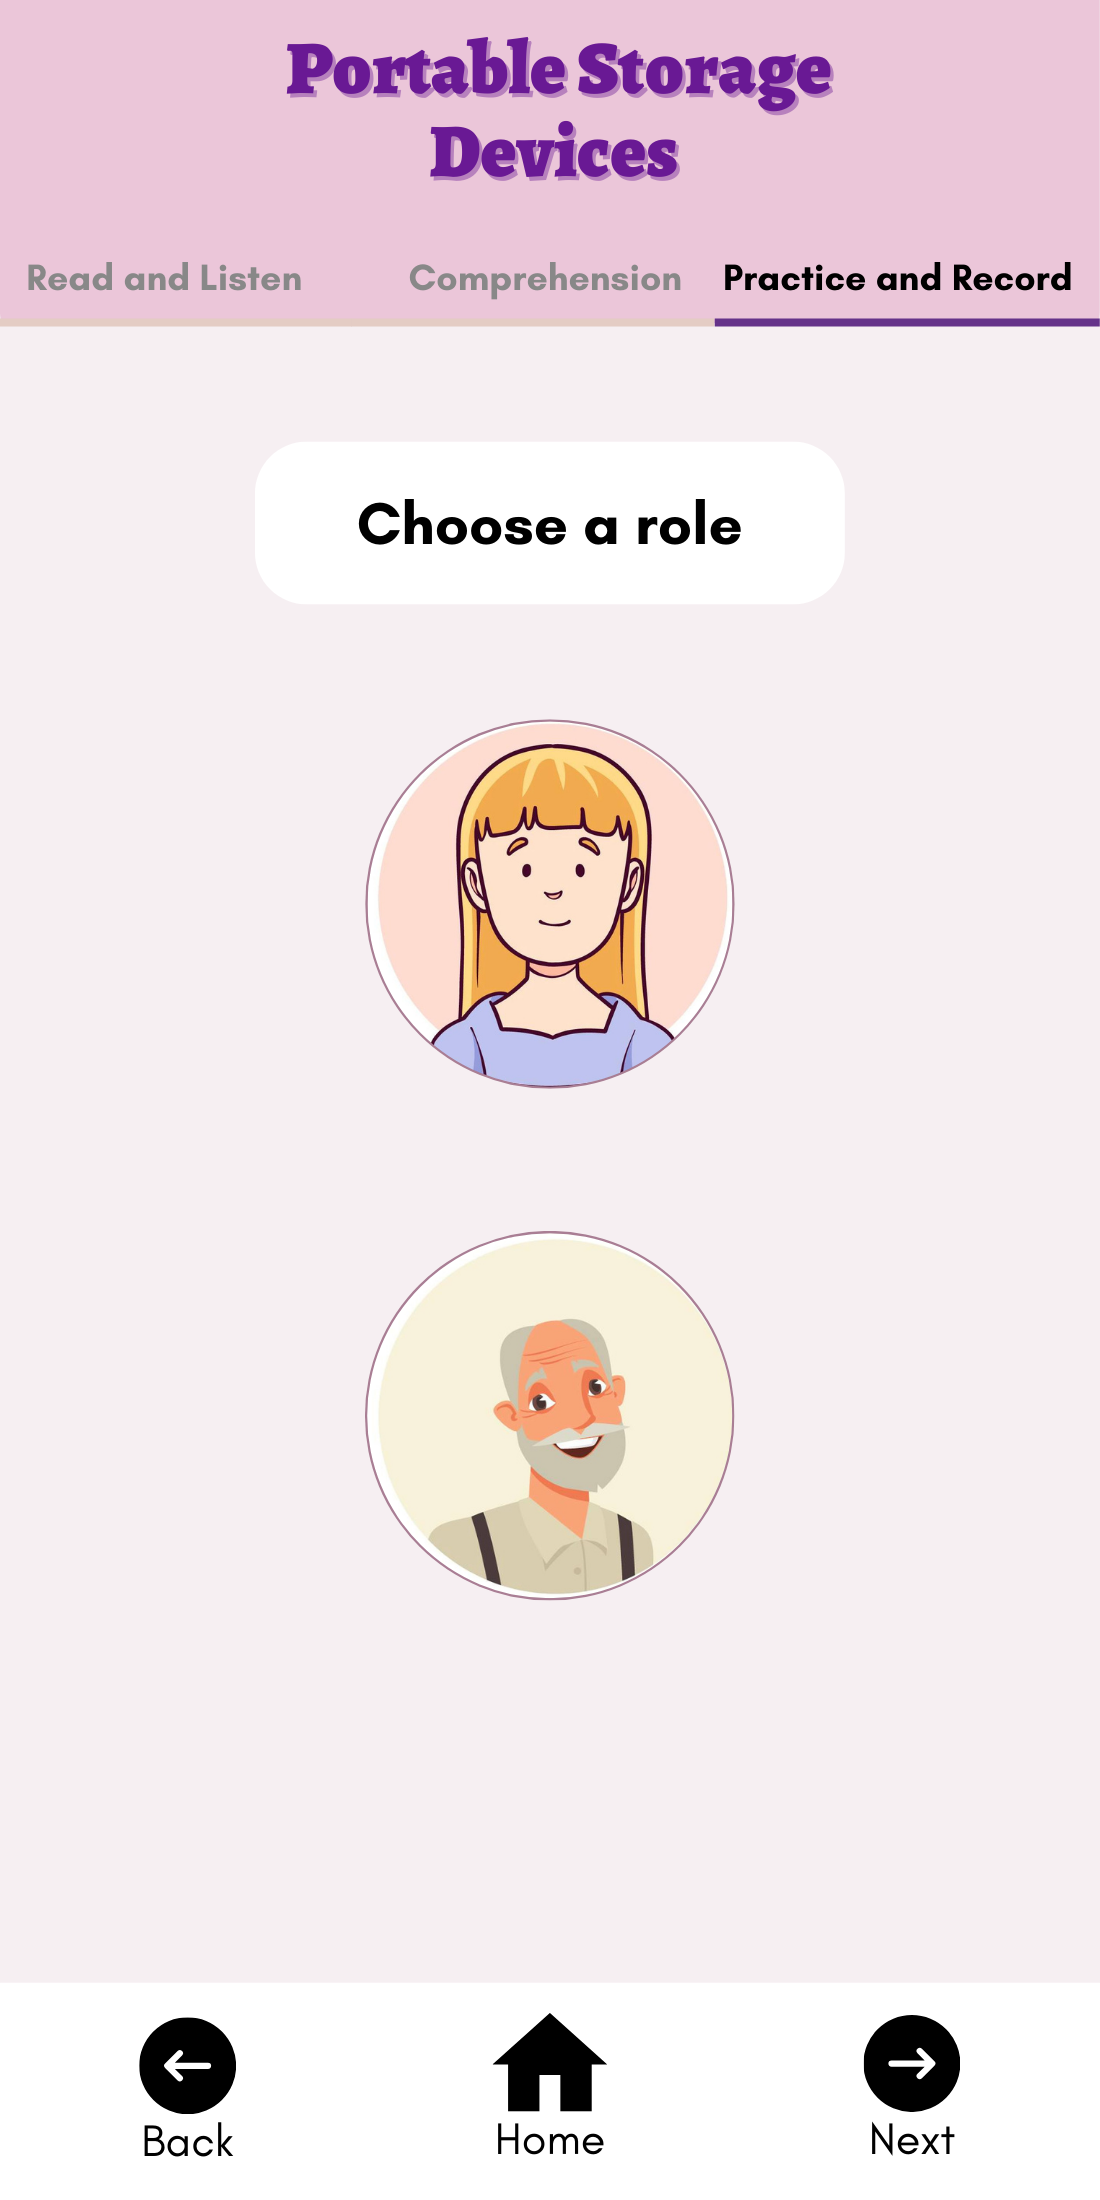 Portable Storage
Devices
Read and Listen
Comprehension
Practice and Record
Choose a role
Back
Home
Next